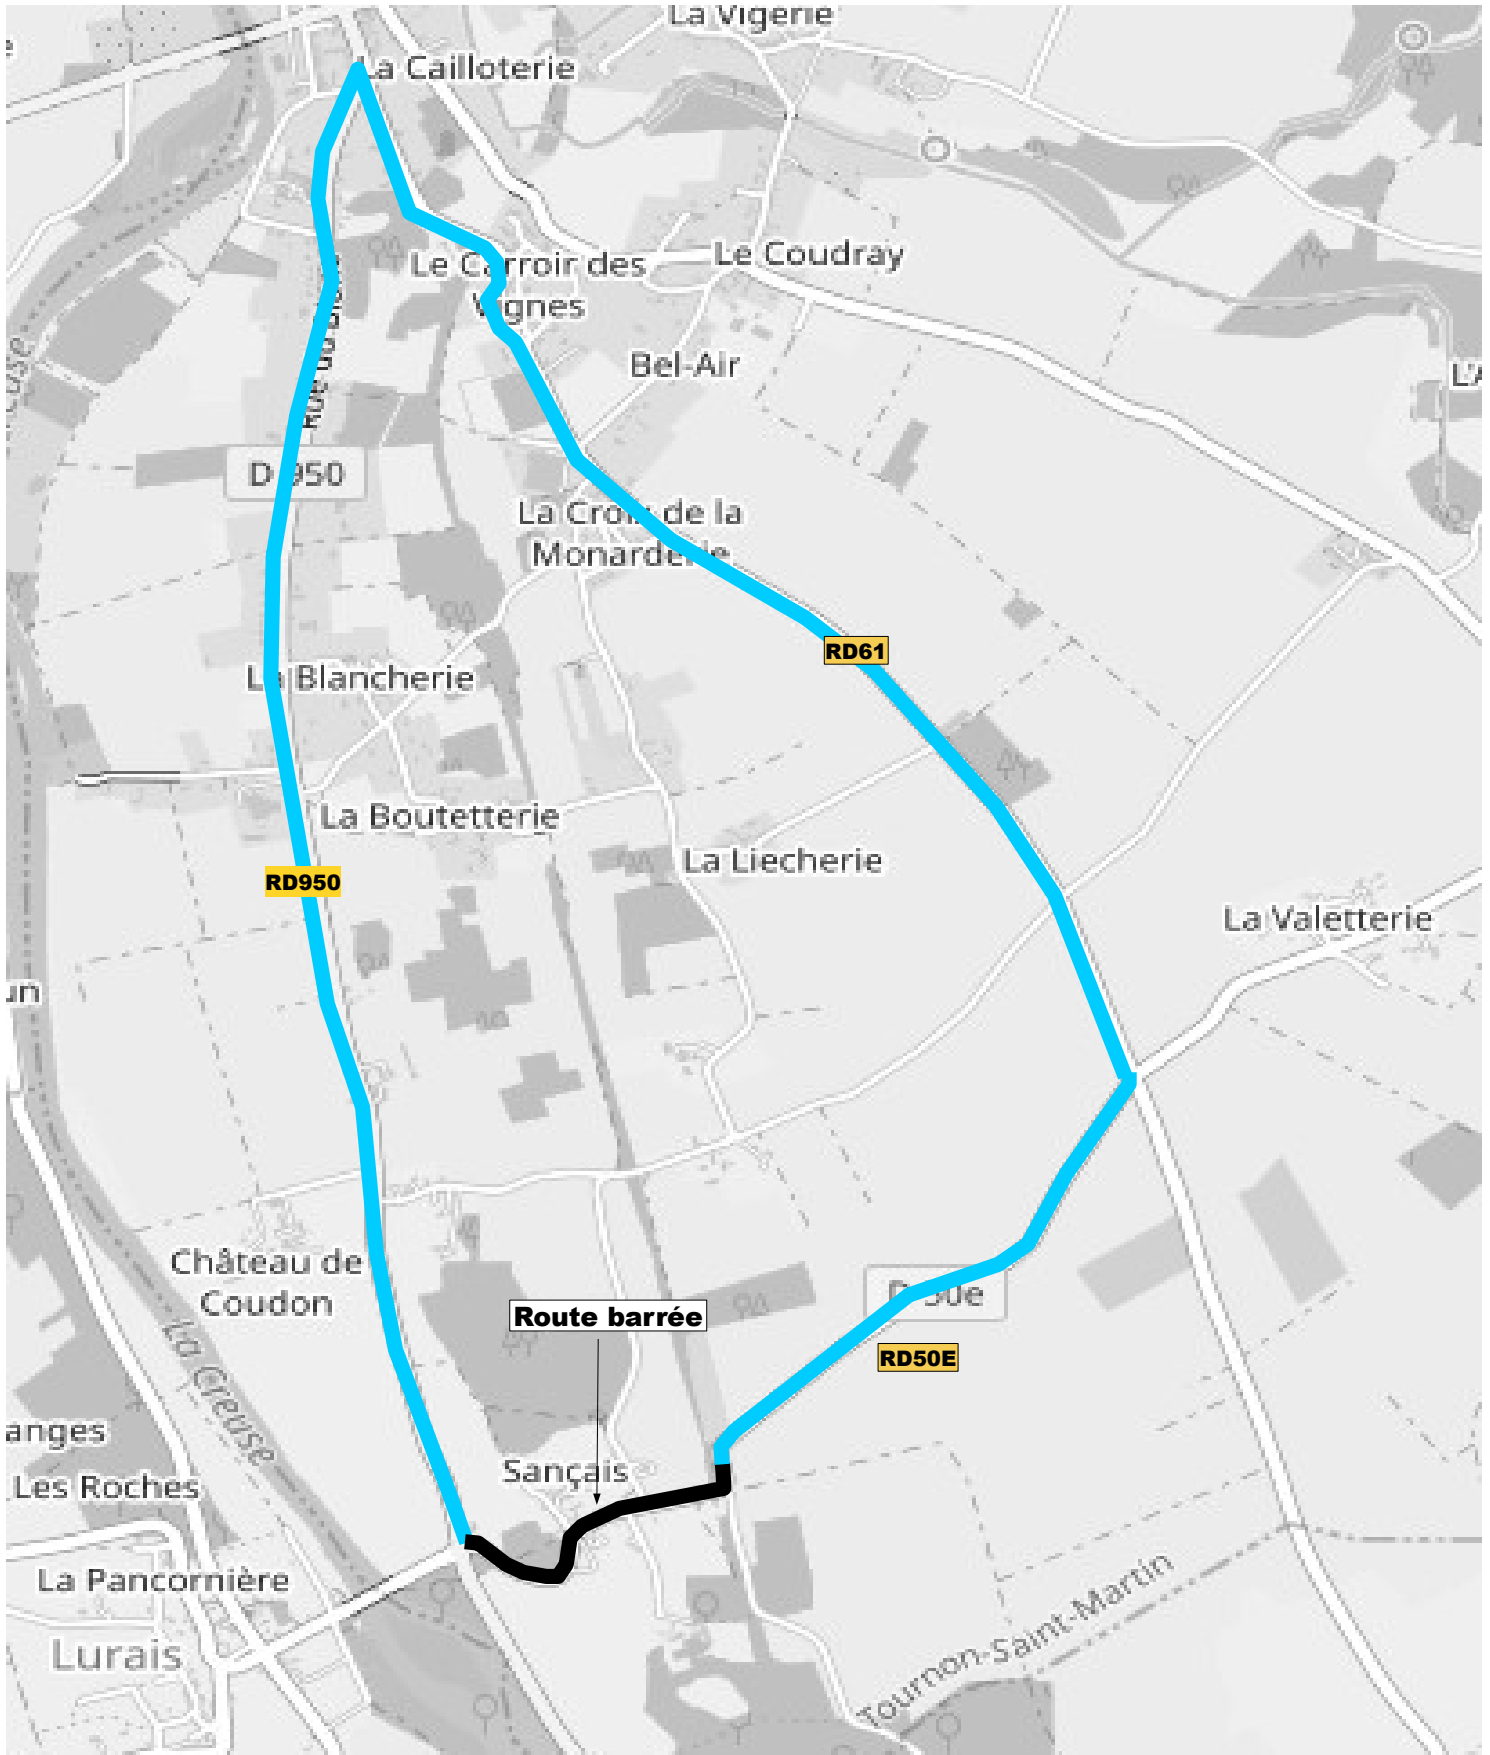 La Vigerie
La Cailloterie
Le Carroir des
Vignes
Le Coudray
Bel-Air
D 950
La Croix de la
Monarderie
RD61
La Blancherie
La Boutetterie
La Liecherie
RD950
La Valetterie
un
Château de
Coudon
D 50e
Route barrée
RD50E
La Creuse
anges
Sançais
Les Roches
La Pancornière
Lurais
Tournon-Saint-Martin